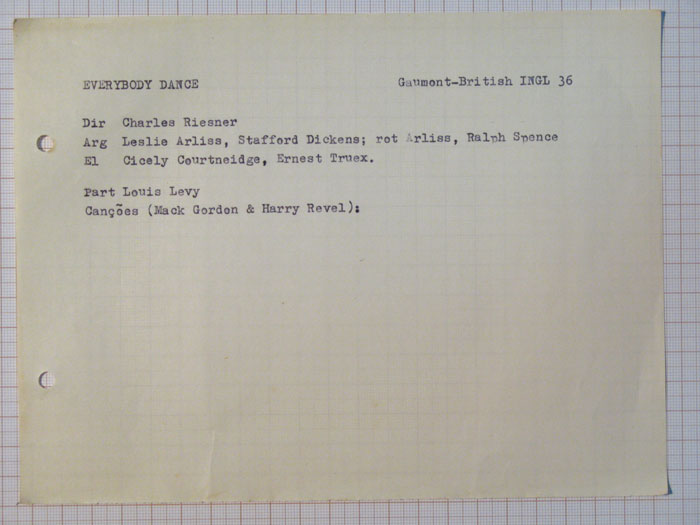 EVERYBODY DANCE Gaumont-British INGL 36
Dir Charles Riesner
Arg Leslie Arliss, Stafford Dickens; rot Arliss, Ralph Spence
El Cicely Courtneidge, Ernest Truex.
Part Louis Levy
Canções (Mack Gordon & Harry Revel):